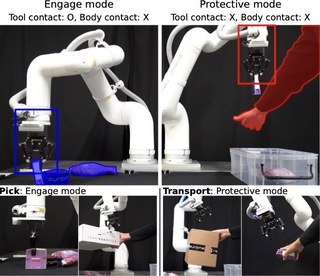 Engage mode
Tool contact: O, Body contact: X
Protective mode
Tool contact: X, Body contact: X
Pick: Engage mode
Transport: Protective mode